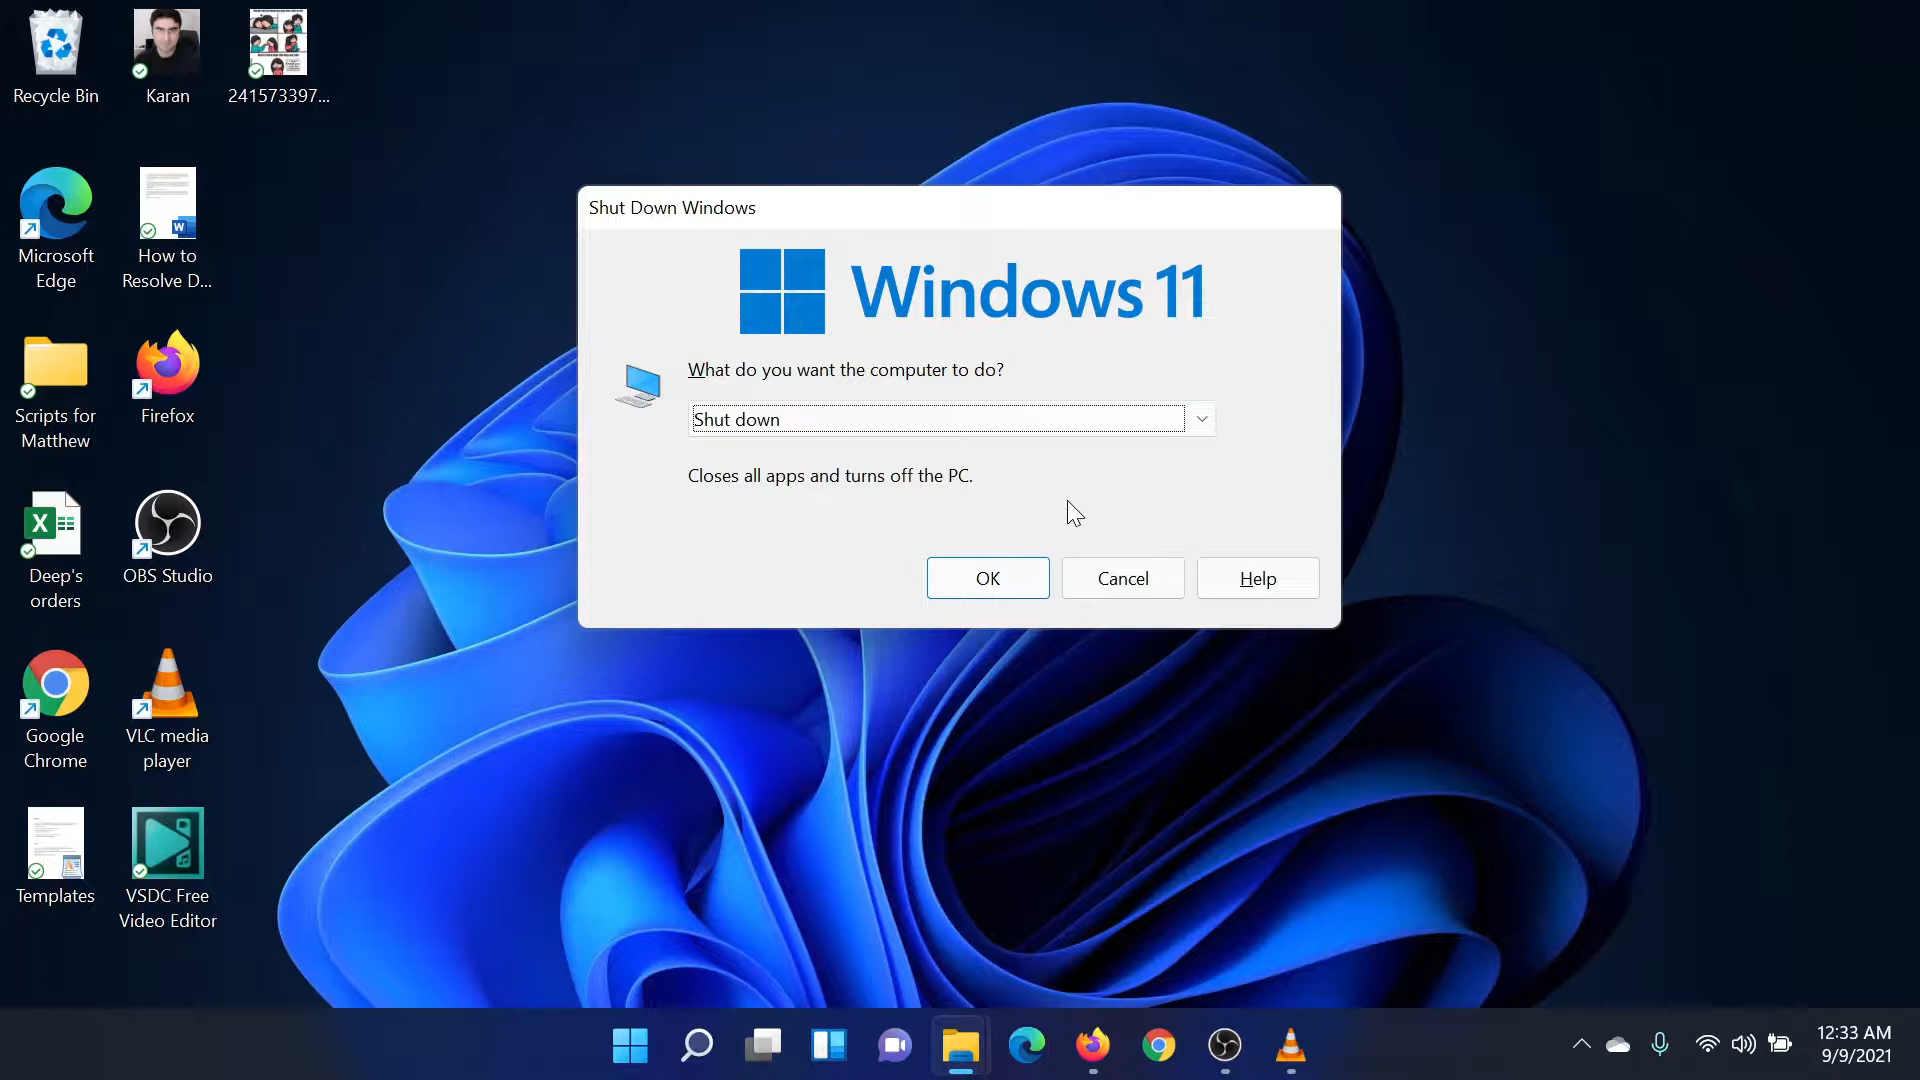 Recycle Bin
Karan
241573397...
Microsoft
Edge
How to
Resolve D...
Scripts for
Matthew
Firefox
Deep's
orders
OBS Studio
Google
Chrome
VLC media
player
Templates
VSDC Free
Video Editor
Shut Down Windows
Windows 11
What do you want the computer to do?
Shut down
Closes all apps and turns off the PC.
OK
Cancel
Help
12:33 AM
9/9/2021